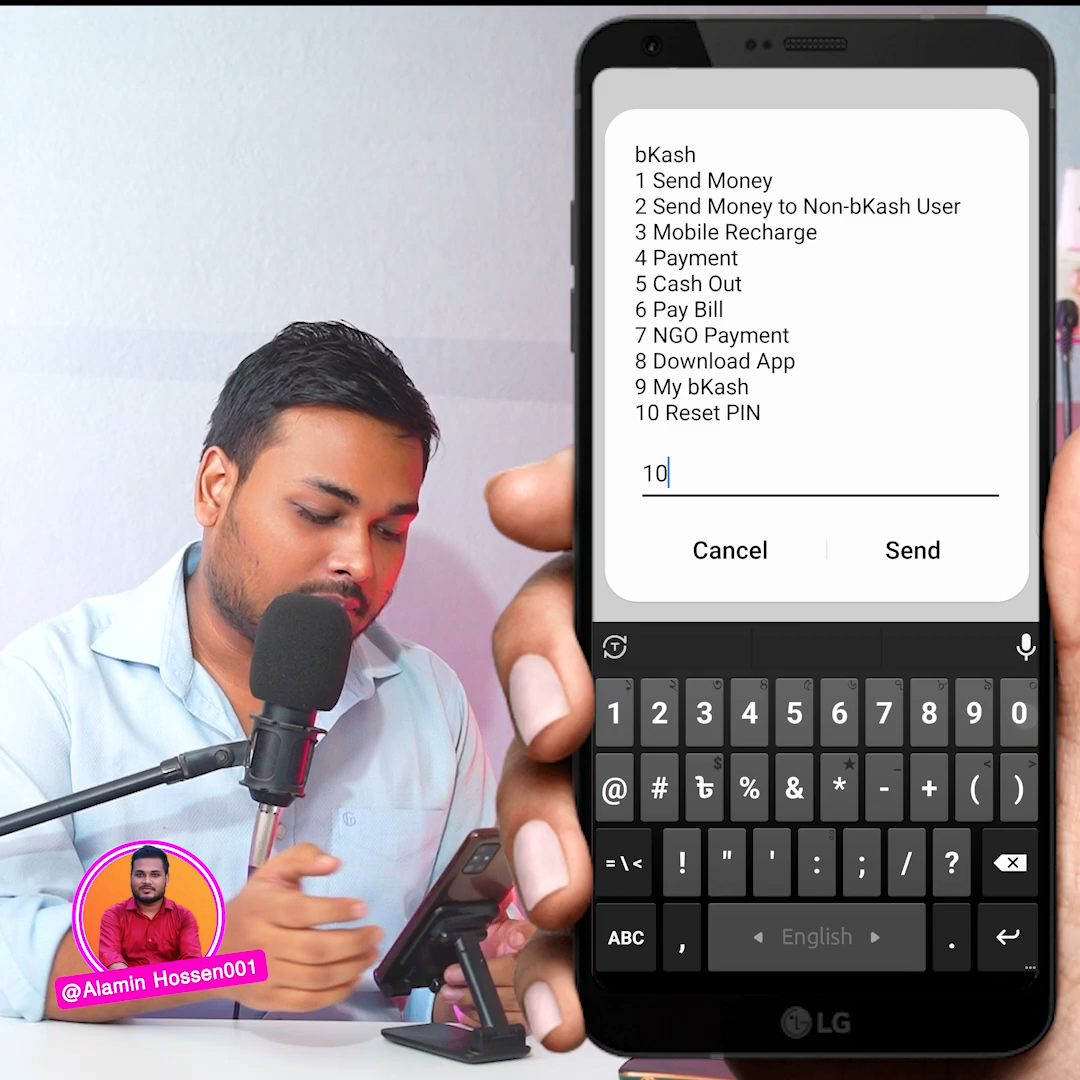 bKash
1 Send Money
2 Send Money to Non-bKash User
3 Mobile Recharge
4 Payment
5 Cash Out
6 Pay Bill
7 NGO Payment
8 Download App
9 My bKash
10 Reset PIN
10
Cancel Send
1 2 3 4 5 6 7 8 9 0
@ # ৳ % & * - + ( )
=\< ! " ' : ; / ?
ABC , English .
LG
@Alamin Hossen001